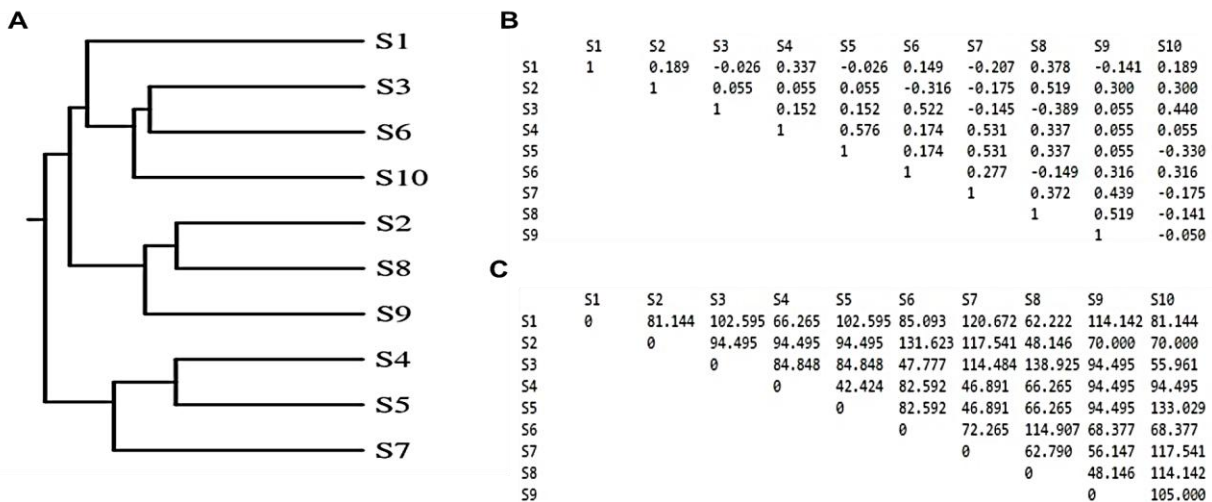 A
S1
S3
S6
S10
S2
S8
S9
S4
S5
S7
B
S1 S2 S3 S4 S5 S6 S7 S8 S9 S10
S1 1 0.189 -0.026 0.337 -0.026 0.149 -0.207 0.378 -0.141 0.189
S2 1 0.055 0.055 0.055 -0.316 -0.175 0.519 0.300 0.300
S3 1 0.152 0.152 0.522 -0.145 -0.389 0.055 0.440
S4 1 0.576 0.174 0.531 0.337 0.055 0.055
S5 1 0.174 0.531 0.337 0.055 -0.330
S6 1 0.277 -0.149 0.316 0.316
S7 1 0.372 0.439 -0.175
S8 1 0.519 -0.141
S9 1 -0.050
C
S1 S2 S3 S4 S5 S6 S7 S8 S9 S10
S1 0 81.144 102.595 66.265 102.595 85.093 120.672 62.222 114.142 81.144
S2 0 94.495 94.495 94.495 131.623 117.541 48.146 70.000 70.000
S3 0 84.848 84.848 47.777 114.484 138.925 94.495 55.961
S4 0 42.424 82.592 46.891 66.265 94.495 94.495
S5 0 82.592 46.891 66.265 94.495 133.029
S6 0 72.265 114.907 68.377 68.377
S7 0 62.790 56.147 117.541
S8 0 48.146 114.142
S9 0 105.000